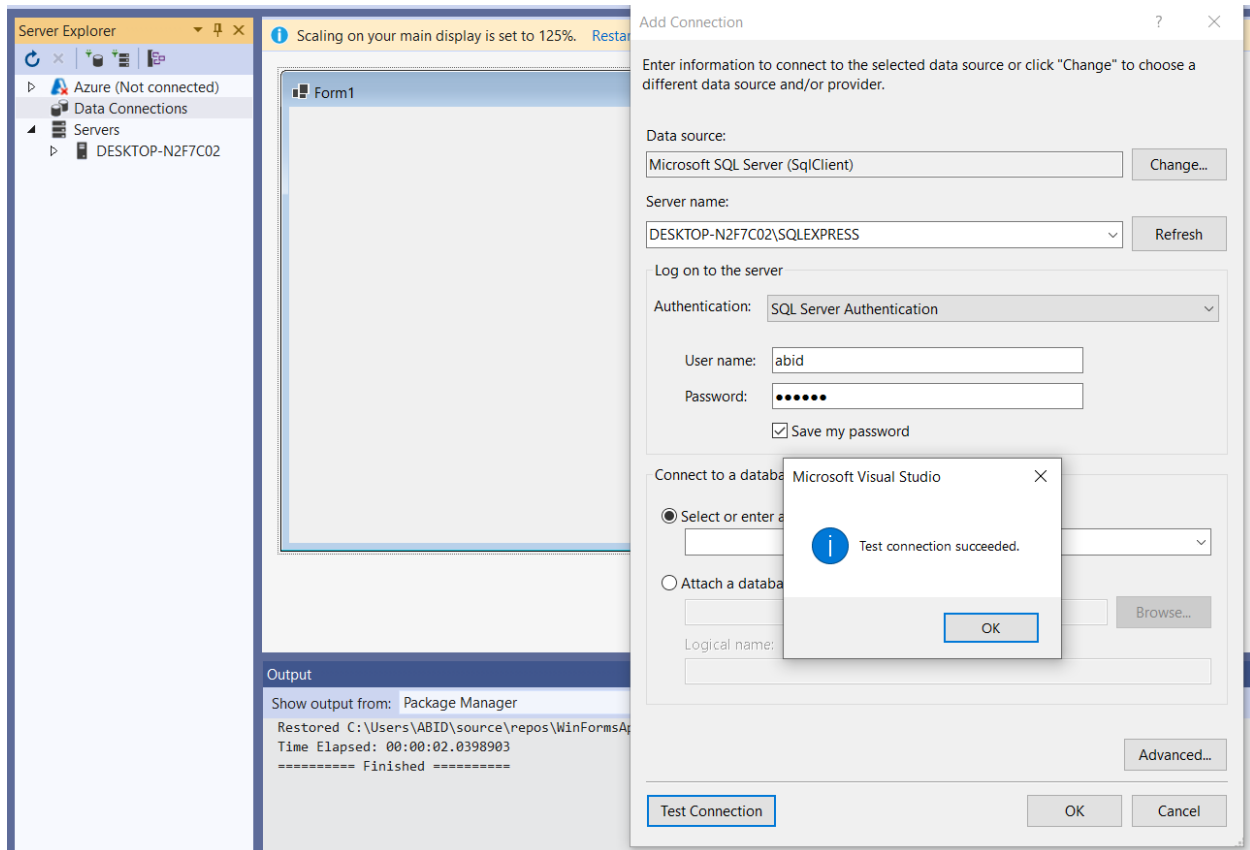 Server Explorer
Azure (Not connected)
Data Connections
Servers
DESKTOP-N2F7C02
Scaling on your main display is set to 125%. Restar
Form1
Output
Show output from: Package Manager
Restored C:\Users\ABID\source\repos\WinFormsAp
Time Elapsed: 00:00:02.0398903
========== Finished ==========
Add Connection
Enter information to connect to the selected data source or click "Change" to choose a
different data source and/or provider.
Data source:
Microsoft SQL Server (SqlClient)
Change...
Server name:
DESKTOP-N2F7C02\SQLEXPRESS
Refresh
Log on to the server
Authentication: SQL Server Authentication
User name: abid
Password: ●●●●●●
Save my password
Connect to a databa
Select or enter a
Attach a databa
Browse...
Logical name:
Microsoft Visual Studio
Test connection succeeded.
OK
Advanced...
Test Connection
OK
Cancel